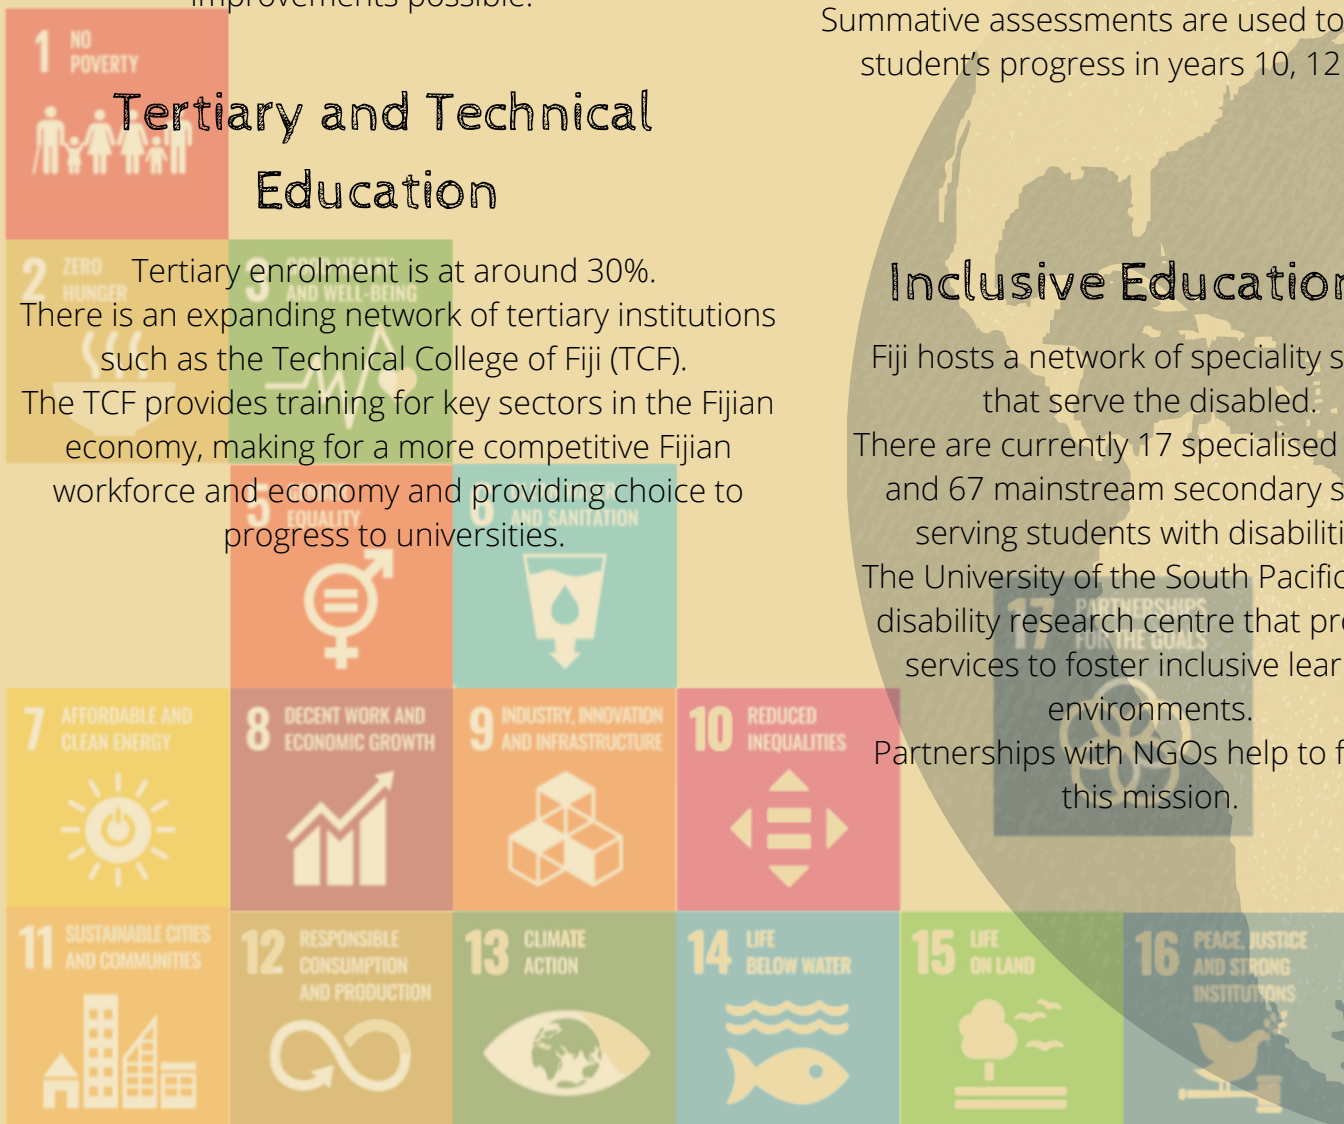 improvements possible.
Tertiary and Technical
Education
Tertiary enrolment is at around 30%.
There is an expanding network of tertiary institutions
such as the Technical College of Fiji (TCF).
The TCF provides training for key sectors in the Fijian
economy, making for a more competitive Fijian
workforce and economy and providing choice to
progress to universities.
Summative assessments are used to
student's progress in years 10, 12
Inclusive Education
Fiji hosts a network of speciality s
that serve the disabled.
There are currently 17 specialised
and 67 mainstream secondary s
serving students with disabiliti
The University of the South Pacific
disability research centre that pr
services to foster inclusive lear
environments.
Partnerships with NGOs help to f
this mission.
1 NO
POVERTY
2 ZERO
HUNGER
3 GOOD HEALTH
AND WELL-BEING
5
EQUALITY
6
AND SANITATION
7 AFFORDABLE AND
CLEAN ENERGY
8 DECENT WORK AND
ECONOMIC GROWTH
9 INDUSTRY, INNOVATION
AND INFRASTRUCTURE
10 REDUCED
INEQUALITIES
11 SUSTAINABLE CITIES
AND COMMUNITIES
12 RESPONSIBLE
CONSUMPTION
AND PRODUCTION
13 CLIMATE
ACTION
14 LIFE
BELOW WATER
15 LIFE
ON LAND
16 PEACE, JUSTICE
AND STRONG
INSTITUTIONS
17 PARTNERSHIPS
FOR THE GOALS